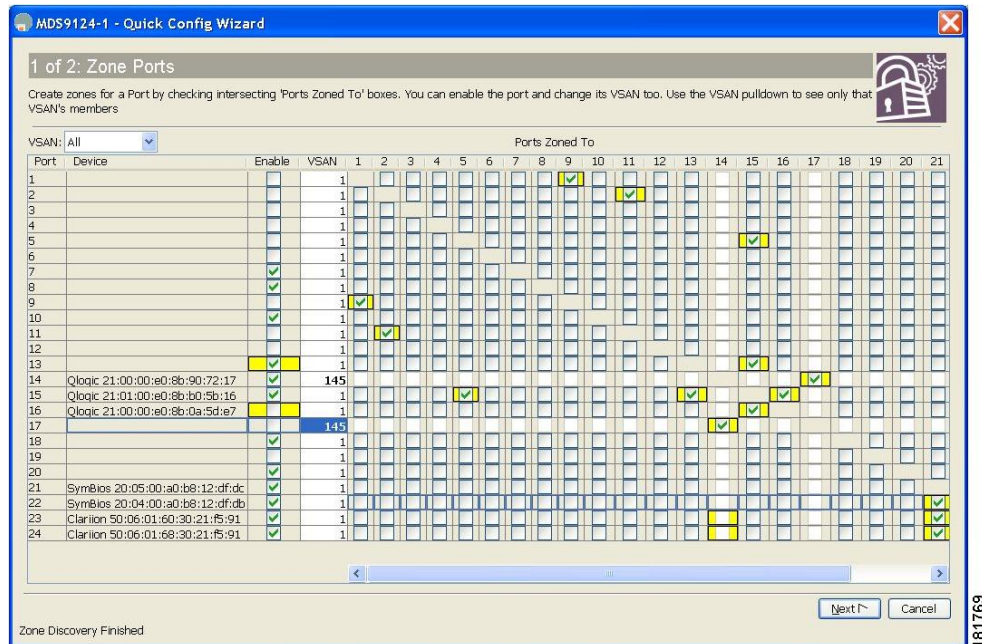 MDS9124-1 - Quick Config Wizard
1 of 2: Zone Ports
Create zones for a Port by checking intersecting 'Ports Zoned To' boxes. You can enable the port and change its VSAN too. Use the VSAN pulldown to see only that
VSAN's members
VSAN: All Ports Zoned To
Port Device Enable VSAN 1 2 3 4 5 6 7 8 9 10 11 12 13 14 15 16 17 18 19 20 21
1 1
2 1
3 1
4 1
5 1
6 1
7 1
8 1
9 1
10 1
11 1
12 1
13 1
14 Qlogic 21:00:00:e0:8b:90:72:17 145
15 Qlogic 21:01:00:e0:8b:b0:5b:16 1
16 Qlogic 21:00:00:e0:8b:0a:5d:e7 1
17 145
18 1
19 1
20 1
21 SymBios 20:05:00:a0:b8:12:df:dc 1
22 SymBios 20:04:00:a0:b8:12:df:db 1
23 Clariion 50:06:01:60:30:21:f5:91 1
24 Clariion 50:06:01:68:30:21:f5:91 1
Next Cancel
Zone Discovery Finished
181769